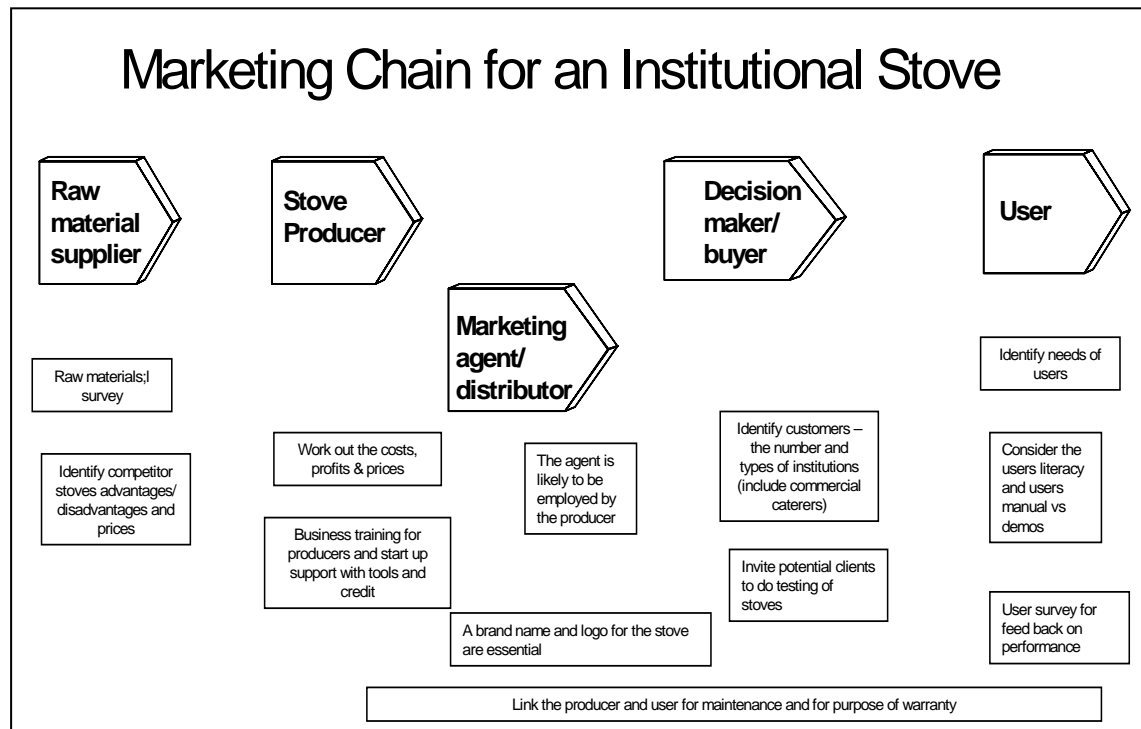 Marketing Chain for an Institutional Stove
Raw
material
supplier
Stove
Producer
Marketing
agent/
distributor
Decision
maker/
buyer
User
Raw materials;l
survey
Identify competitor
stoves advantages/
disadvantages and
prices
Work out the costs,
profits & prices
Business training for
producers and start up
support with tools and
credit
The agent is
likely to be
employed by
the producer
A brand name and logo for the stove
are essential
Identify customers –
the number and
types of institutions
(include commercial
caterers)
Invite potential clients
to do testing of
stoves
Identify needs of
users
Consider the
users literacy
and users
manual vs
demos
User survey for
feed back on
performance
Link the producer and user for maintenance and for purpose of warranty